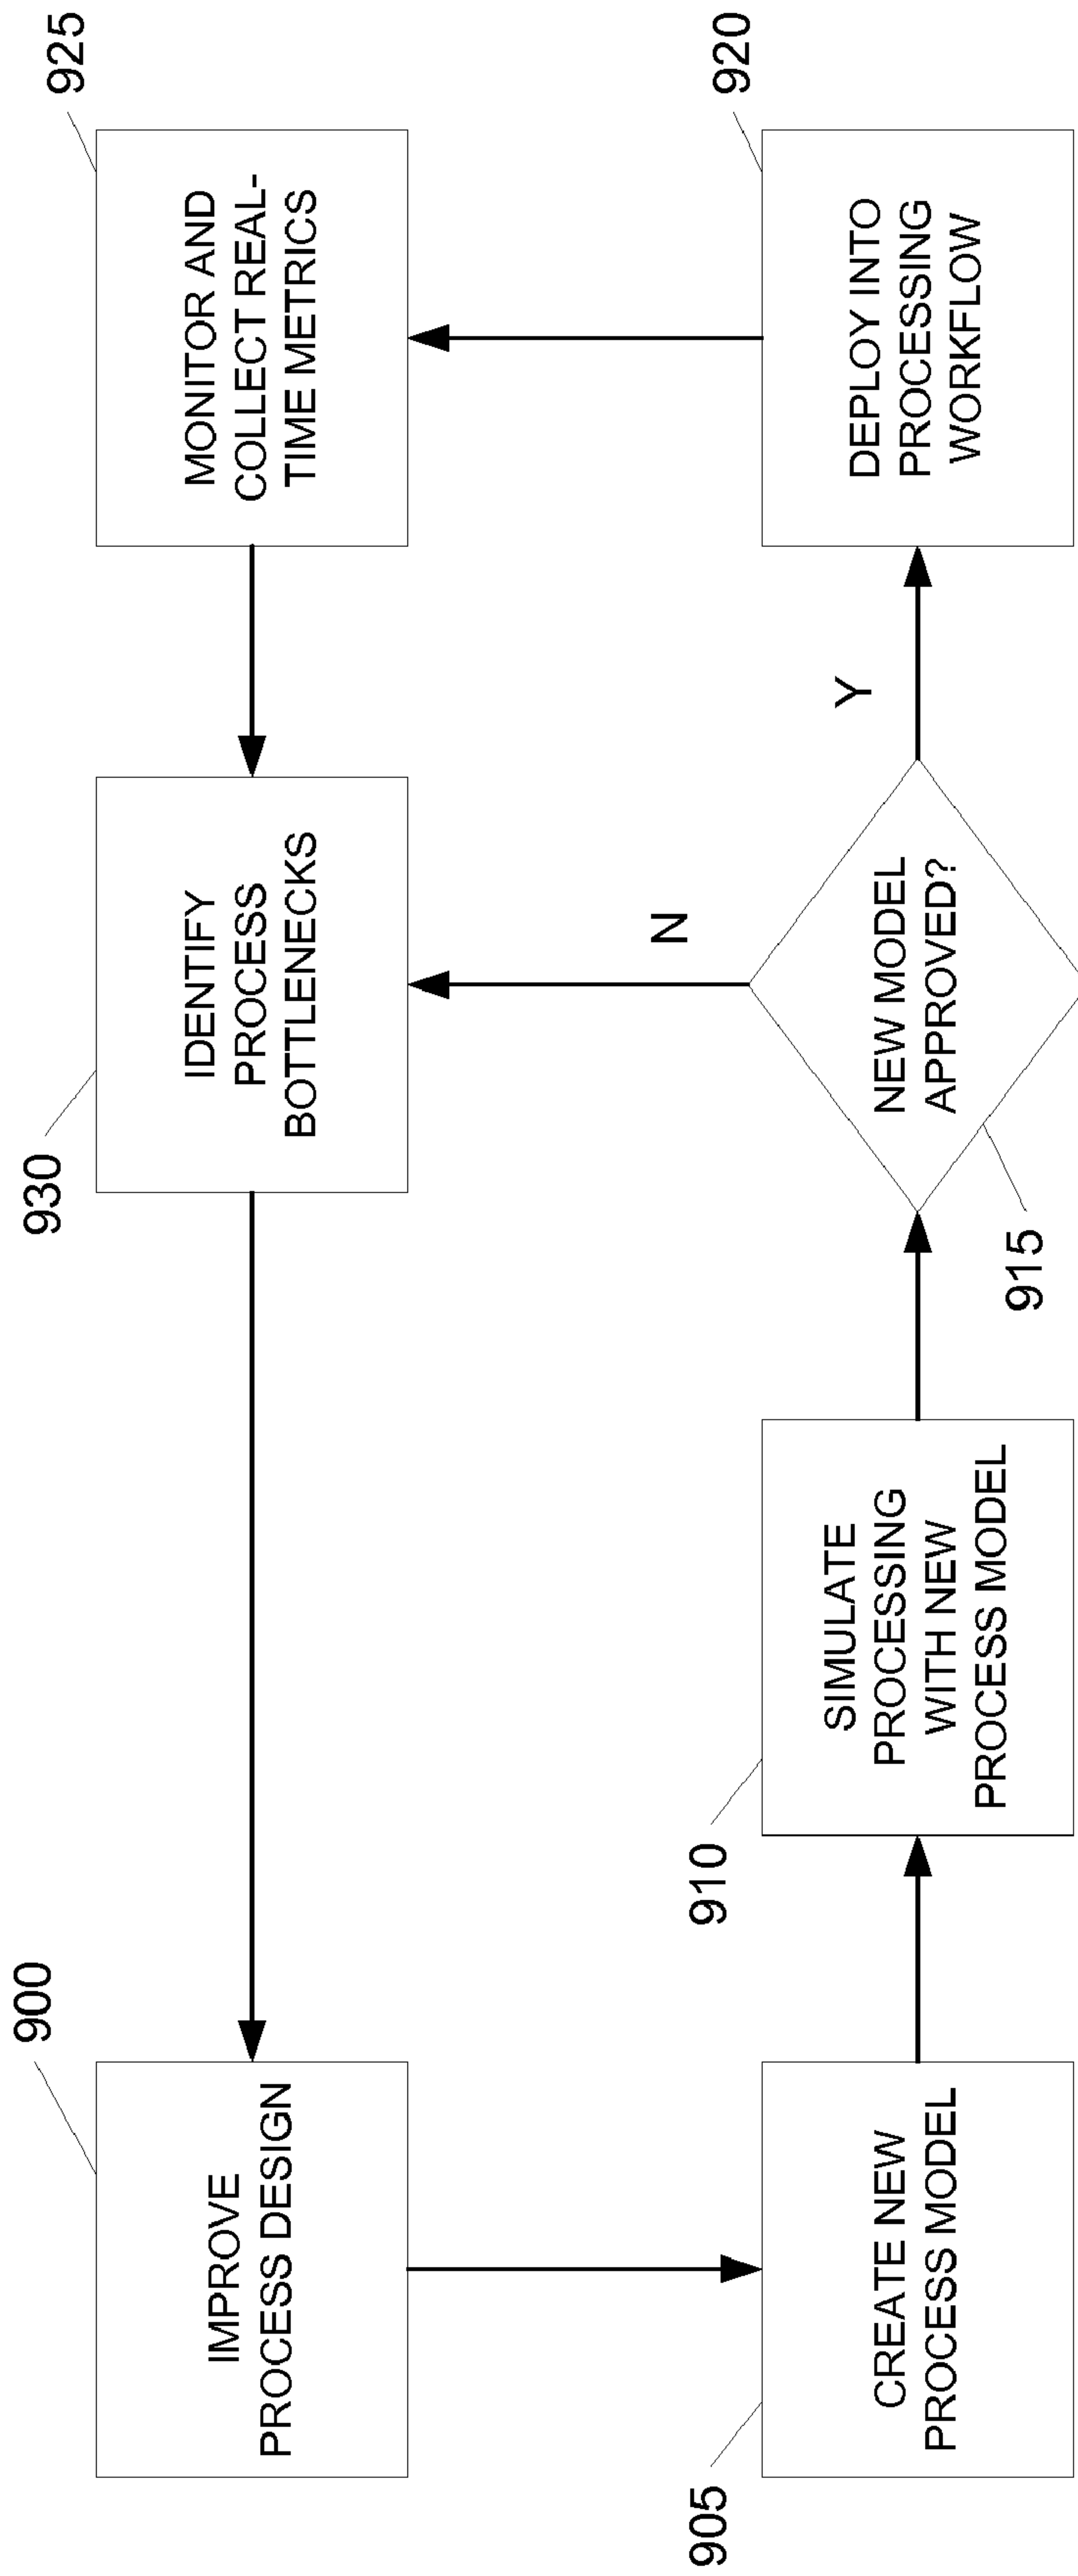 900
IMPROVE
PROCESS DESIGN
930
IDENTIFY
PROCESS
BOTTLENECKS
925
MONITOR AND
COLLECT REAL-
TIME METRICS
N
Y
905
CREATE NEW
PROCESS MODEL
910
SIMULATE
PROCESSING
WITH NEW
PROCESS MODEL
915
NEW MODEL
APPROVED?
920
DEPLOY INTO
PROCESSING
WORKFLOW